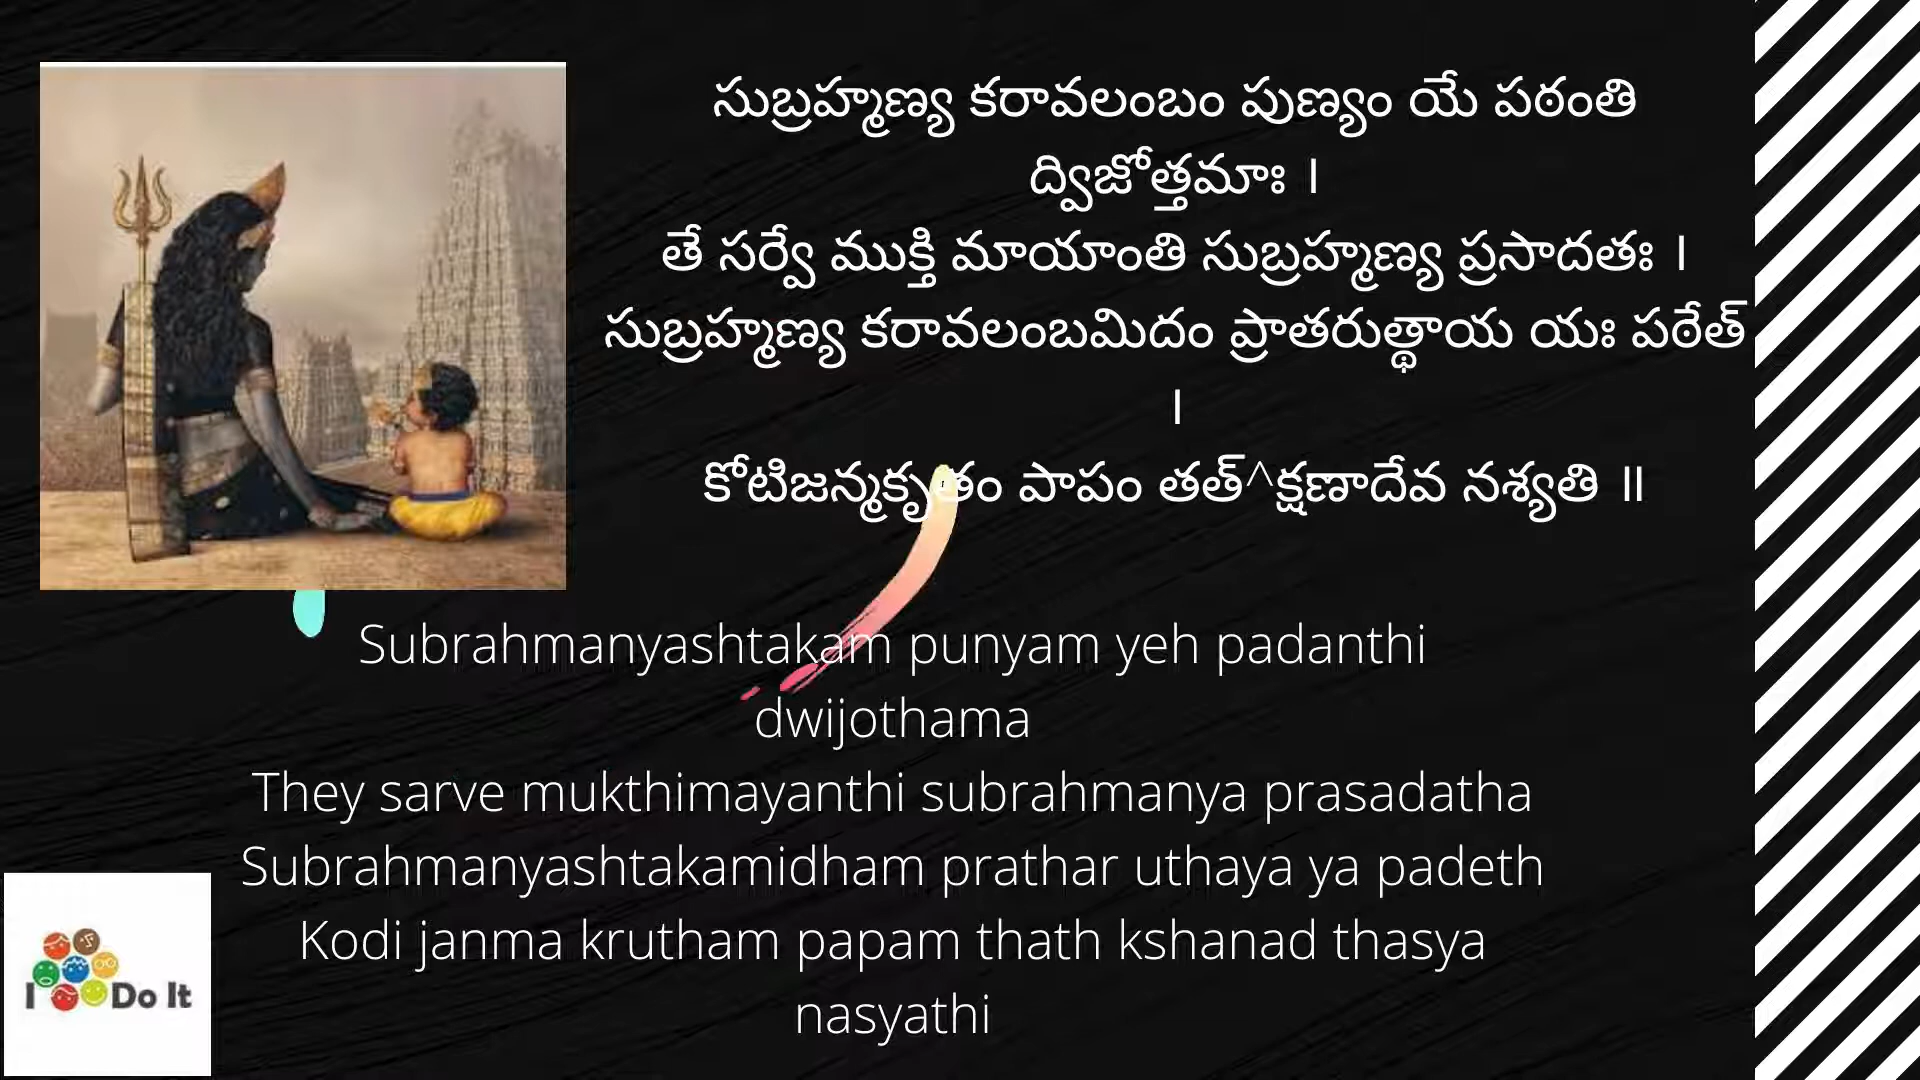 సుబ్రహ్మణ్య కరావలంబం పుణ్యం యే పఠంతి
ద్విజోత్తమాః ।
తే సర్వే ముక్తి మాయాంతి సుబ్రహ్మణ్య ప్రసాదతః ।
సుబ్రహ్మణ్య కరావలంబమిదం ప్రాతరుత్థాయ యః పఠేత్
।
కోటిజన్మకృతం పాపం తత్^క్షణాదేవ నశ్యతి ॥
Subrahmanyashtakam punyam yeh padanthi
dwijothama
They sarve mukthimayanthi subrahmanya prasadatha
Subrahmanyashtakamidham prathar uthaya ya padeth
Kodi janma krutham papam thath kshanad thasya
nasyathi
I Do It